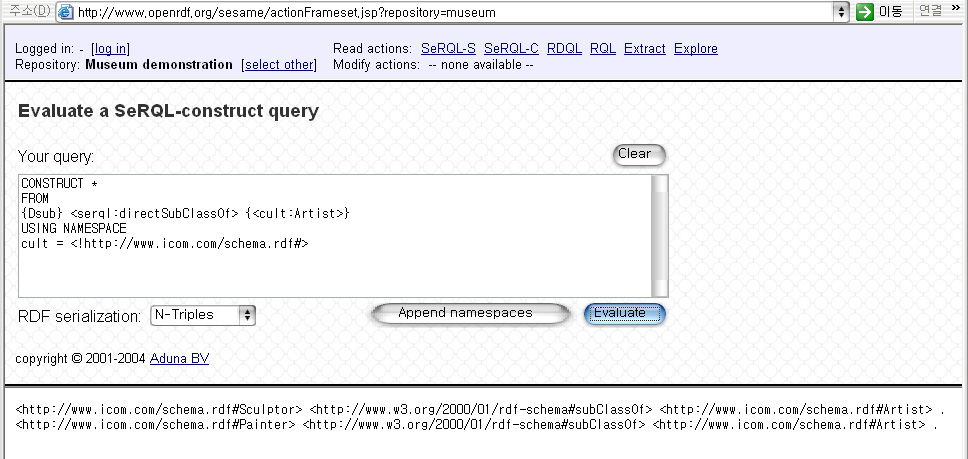 주소(D) http://www.openrdf.org/sesame/actionFrameset.jsp?repository=museum 이동 연결 »
Logged in: - [log in] Read actions: SeRQL-S SeRQL-C RDQL RQL Extract Explore
Repository: Museum demonstration [select other] Modify actions: -- none available --
Evaluate a SeRQL-construct query
Your query: Clear
CONSTRUCT *
FROM
{Dsub} <serql:directSubClassOf> {<cult:Artist>}
USING NAMESPACE
cult = <!http://www.icom.com/schema.rdf#>
RDF serialization: N-Triples Append namespaces Evaluate
copyright © 2001-2004 Aduna BV
<http://www.icom.com/schema.rdf#Sculptor> <http://www.w3.org/2000/01/rdf-schema#subClassOf> <http://www.icom.com/schema.rdf#Artist> .
<http://www.icom.com/schema.rdf#Painter> <http://www.w3.org/2000/01/rdf-schema#subClassOf> <http://www.icom.com/schema.rdf#Artist> .